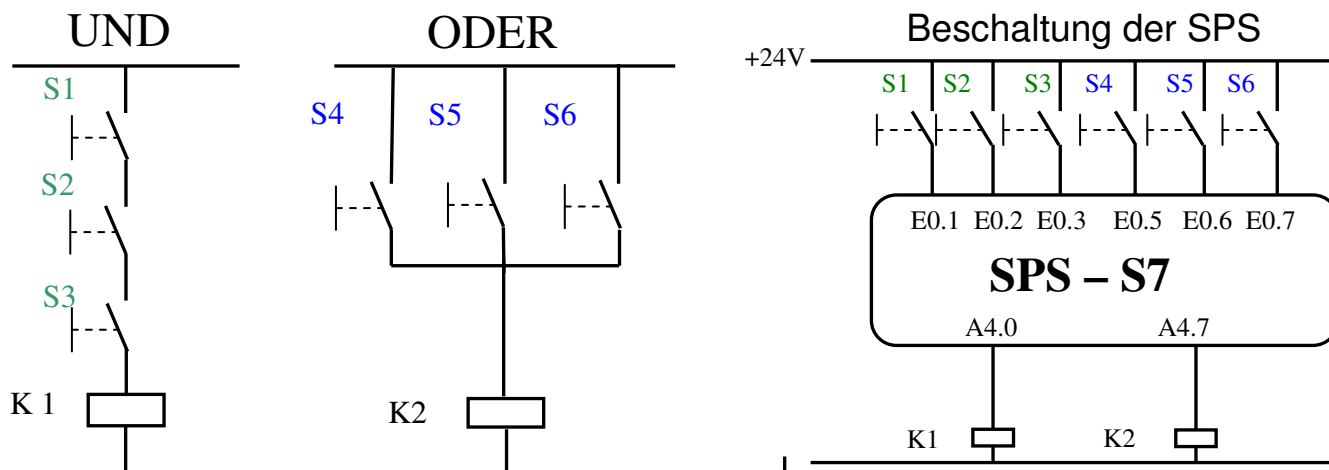 UND
S1
S2
S3
K 1
ODER
S4 S5 S6
K2
Beschaltung der SPS
+24V
S1 S2 S3 S4 S5 S6
E0.1 E0.2 E0.3 E0.5 E0.6 E0.7
SPS – S7
A4.0 A4.7
K1 K2